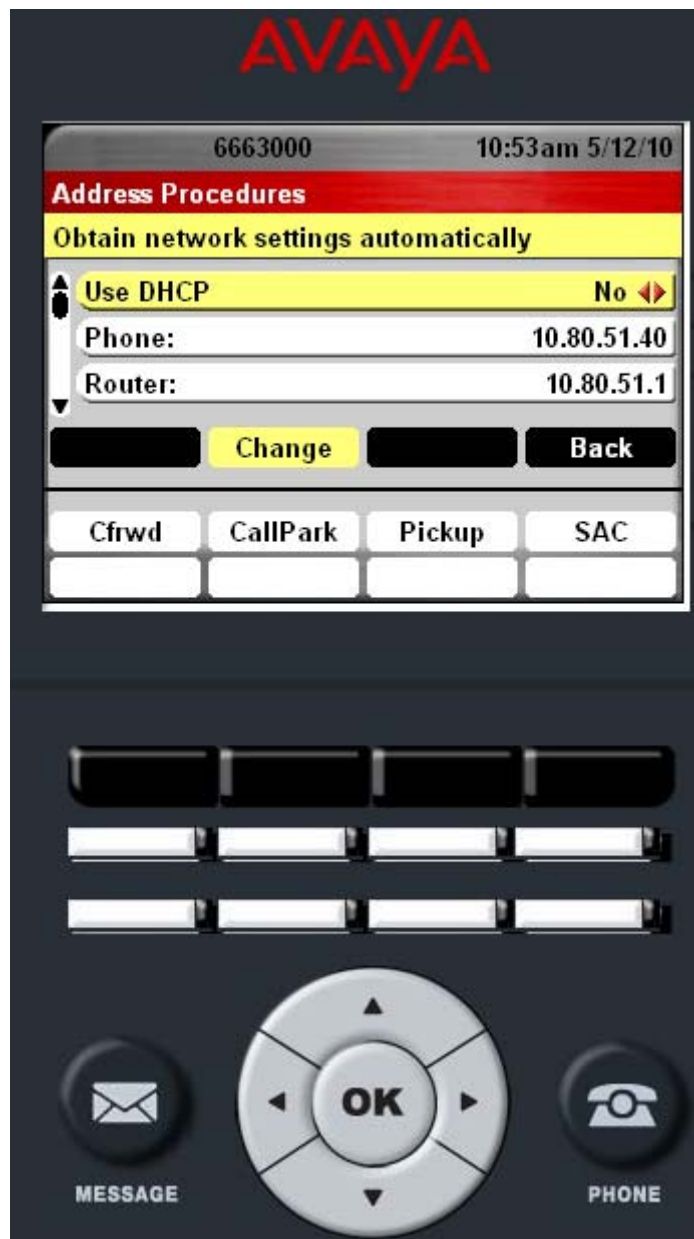 AVAYA
6663000 10:53am 5/12/10
Address Procedures
Obtain network settings automatically
Use DHCP No
Phone: 10.80.51.40
Router: 10.80.51.1
Change Back
Cfrwd CallPark Pickup SAC
OK
MESSAGE PHONE